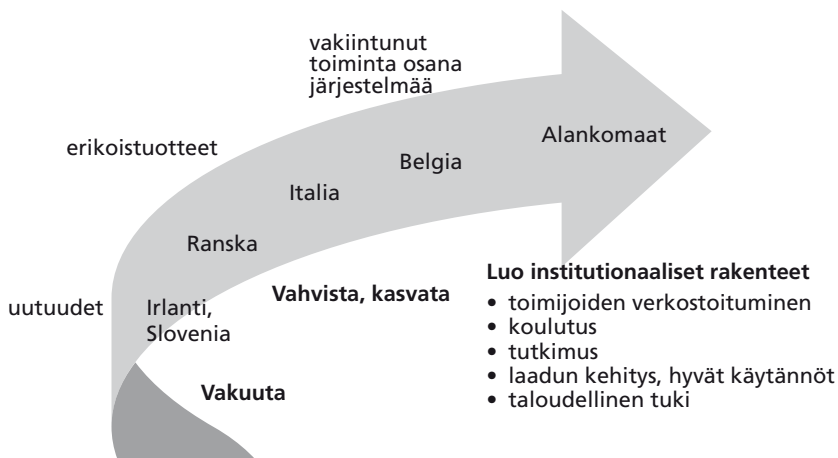 vakiintunut
toiminta osana
järjestelmää
erikoistuotteet
Alankomaat
Belgia
Italia
Ranska
Luo institutionaaliset rakenteet
Vahvista, kasvata
uutuudet
Irlanti,
Slovenia
• toimijoiden verkostoituminen
• koulutus
• tutkimus
• laadun kehitys, hyvät käytännöt
• taloudellinen tuki
Vakuuta